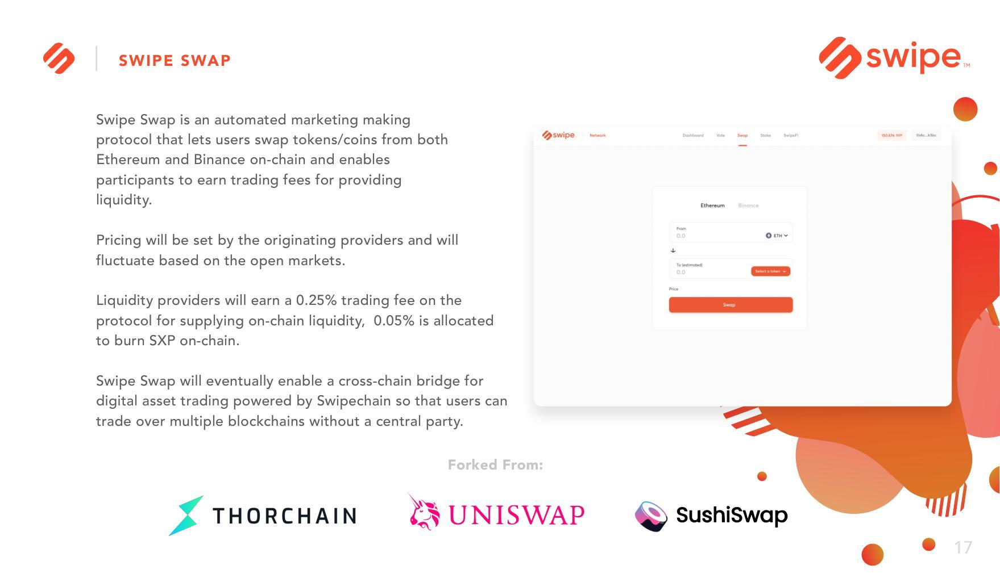 SWIPE SWAP
swipe™
Swipe Swap is an automated marketing making
protocol that lets users swap tokens/coins from both
Ethereum and Binance on-chain and enables
participants to earn trading fees for providing
liquidity.
Pricing will be set by the originating providers and will
fluctuate based on the open markets.
Liquidity providers will earn a 0.25% trading fee on the
protocol for supplying on-chain liquidity,  0.05% is allocated
to burn SXP on-chain.
Swipe Swap will eventually enable a cross-chain bridge for
digital asset trading powered by Swipechain so that users can
trade over multiple blockchains without a central party.
swipe Network Dashboard Vote Swap Stake SwipeFi 150,674 SXP 0x6c...k3bc
Ethereum Binance
From
0.0 ETH
To (estimated)
0.0 Select a token
Price
Swap
Forked From:
THORCHAIN UNISWAP SushiSwap
17